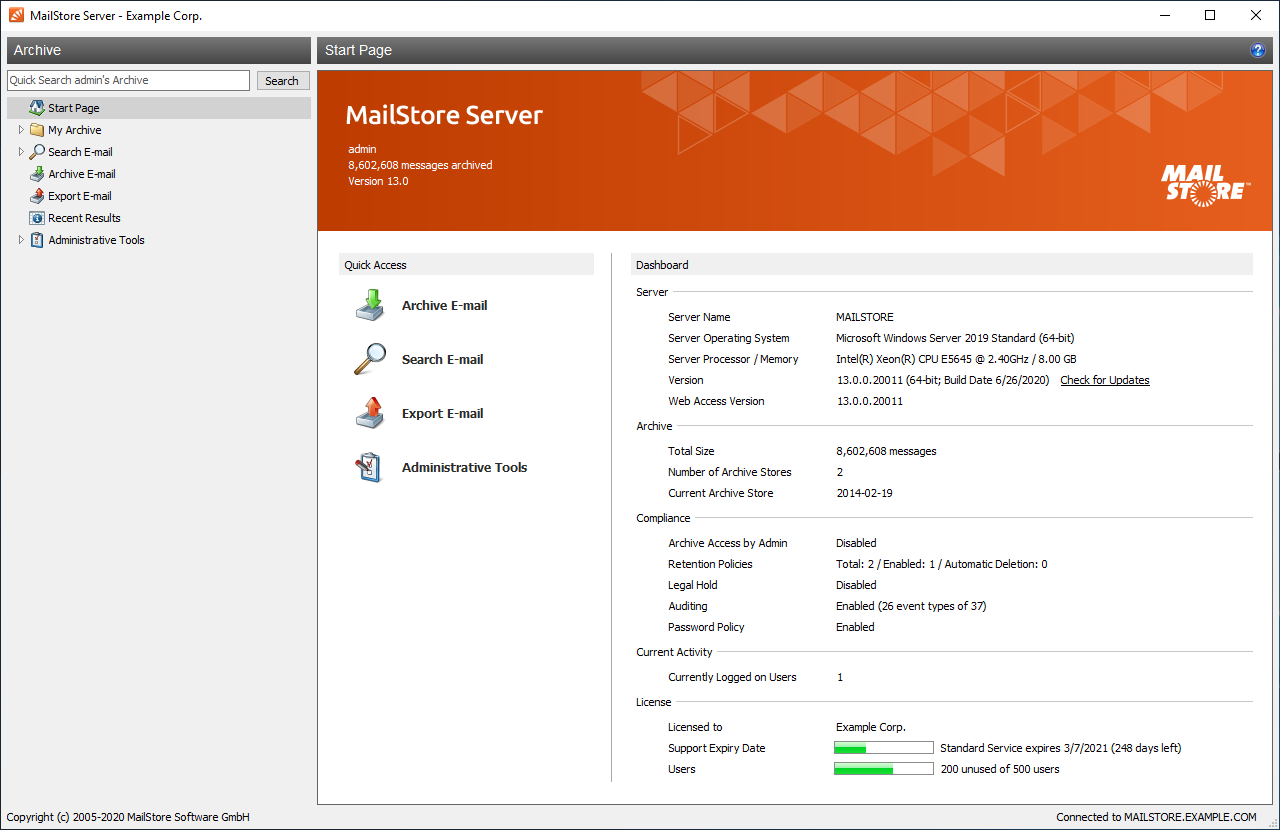 MailStore Server - Example Corp.
Archive
Quick Search admin's Archive
Search
Start Page
My Archive
Search E-mail
Archive E-mail
Export E-mail
Recent Results
Administrative Tools
Start Page
MailStore Server
admin
8,602,608 messages archived
Version 13.0
MAIL
STORE™
Quick Access
Archive E-mail
Search E-mail
Export E-mail
Administrative Tools
Dashboard
Server
Server Name MAILSTORE
Server Operating System Microsoft Windows Server 2019 Standard (64-bit)
Server Processor / Memory Intel(R) Xeon(R) CPU E5645 @ 2.40GHz / 8.00 GB
Version 13.0.0.20011 (64-bit; Build Date 6/26/2020) Check for Updates
Web Access Version 13.0.0.20011
Archive
Total Size 8,602,608 messages
Number of Archive Stores 2
Current Archive Store 2014-02-19
Compliance
Archive Access by Admin Disabled
Retention Policies Total: 2 / Enabled: 1 / Automatic Deletion: 0
Legal Hold Disabled
Auditing Enabled (26 event types of 37)
Password Policy Enabled
Current Activity
Currently Logged on Users 1
License
Licensed to Example Corp.
Support Expiry Date Standard Service expires 3/7/2021 (248 days left)
Users 200 unused of 500 users
Copyright (c) 2005-2020 MailStore Software GmbH
Connected to MAILSTORE.EXAMPLE.COM